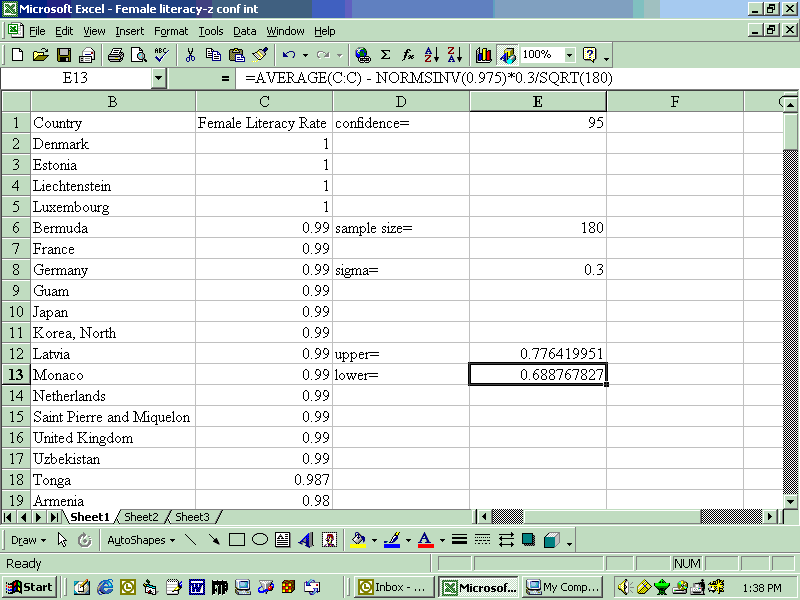 Microsoft Excel - Female literacy-z conf int
File Edit View Insert Format Tools Data Window Help
100%
E13 = =AVERAGE(C:C) - NORMSINV(0.975)*0.3/SQRT(180)
B C D E F G
1 Country Female Literacy Rate confidence= 95
2 Denmark 1
3 Estonia 1
4 Liechtenstein 1
5 Luxembourg 1
6 Bermuda 0.99 sample size= 180
7 France 0.99
8 Germany 0.99 sigma= 0.3
9 Guam 0.99
10 Japan 0.99
11 Korea, North 0.99
12 Latvia 0.99 upper= 0.776419951
13 Monaco 0.99 lower= 0.688767827
14 Netherlands 0.99
15 Saint Pierre and Miquelon 0.99
16 United Kingdom 0.99
17 Uzbekistan 0.99
18 Tonga 0.987
19 Armenia 0.98
Sheet1 Sheet2 Sheet3
Draw AutoShapes
Ready NUM
Start Inbox - ... Microsof... My Comp... 1:38 PM